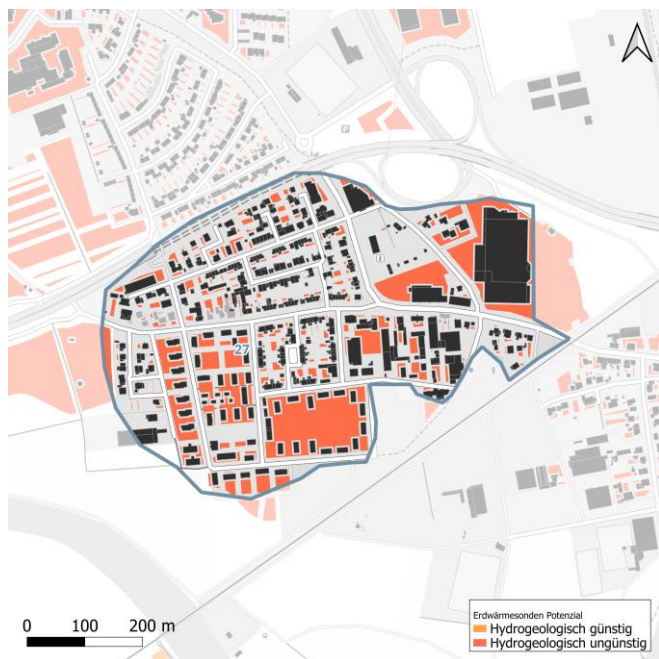 P
27
0 100 200 m
Erdwärmesonden Potenzial
Hydrogeologisch günstig
Hydrogeologisch ungünstig